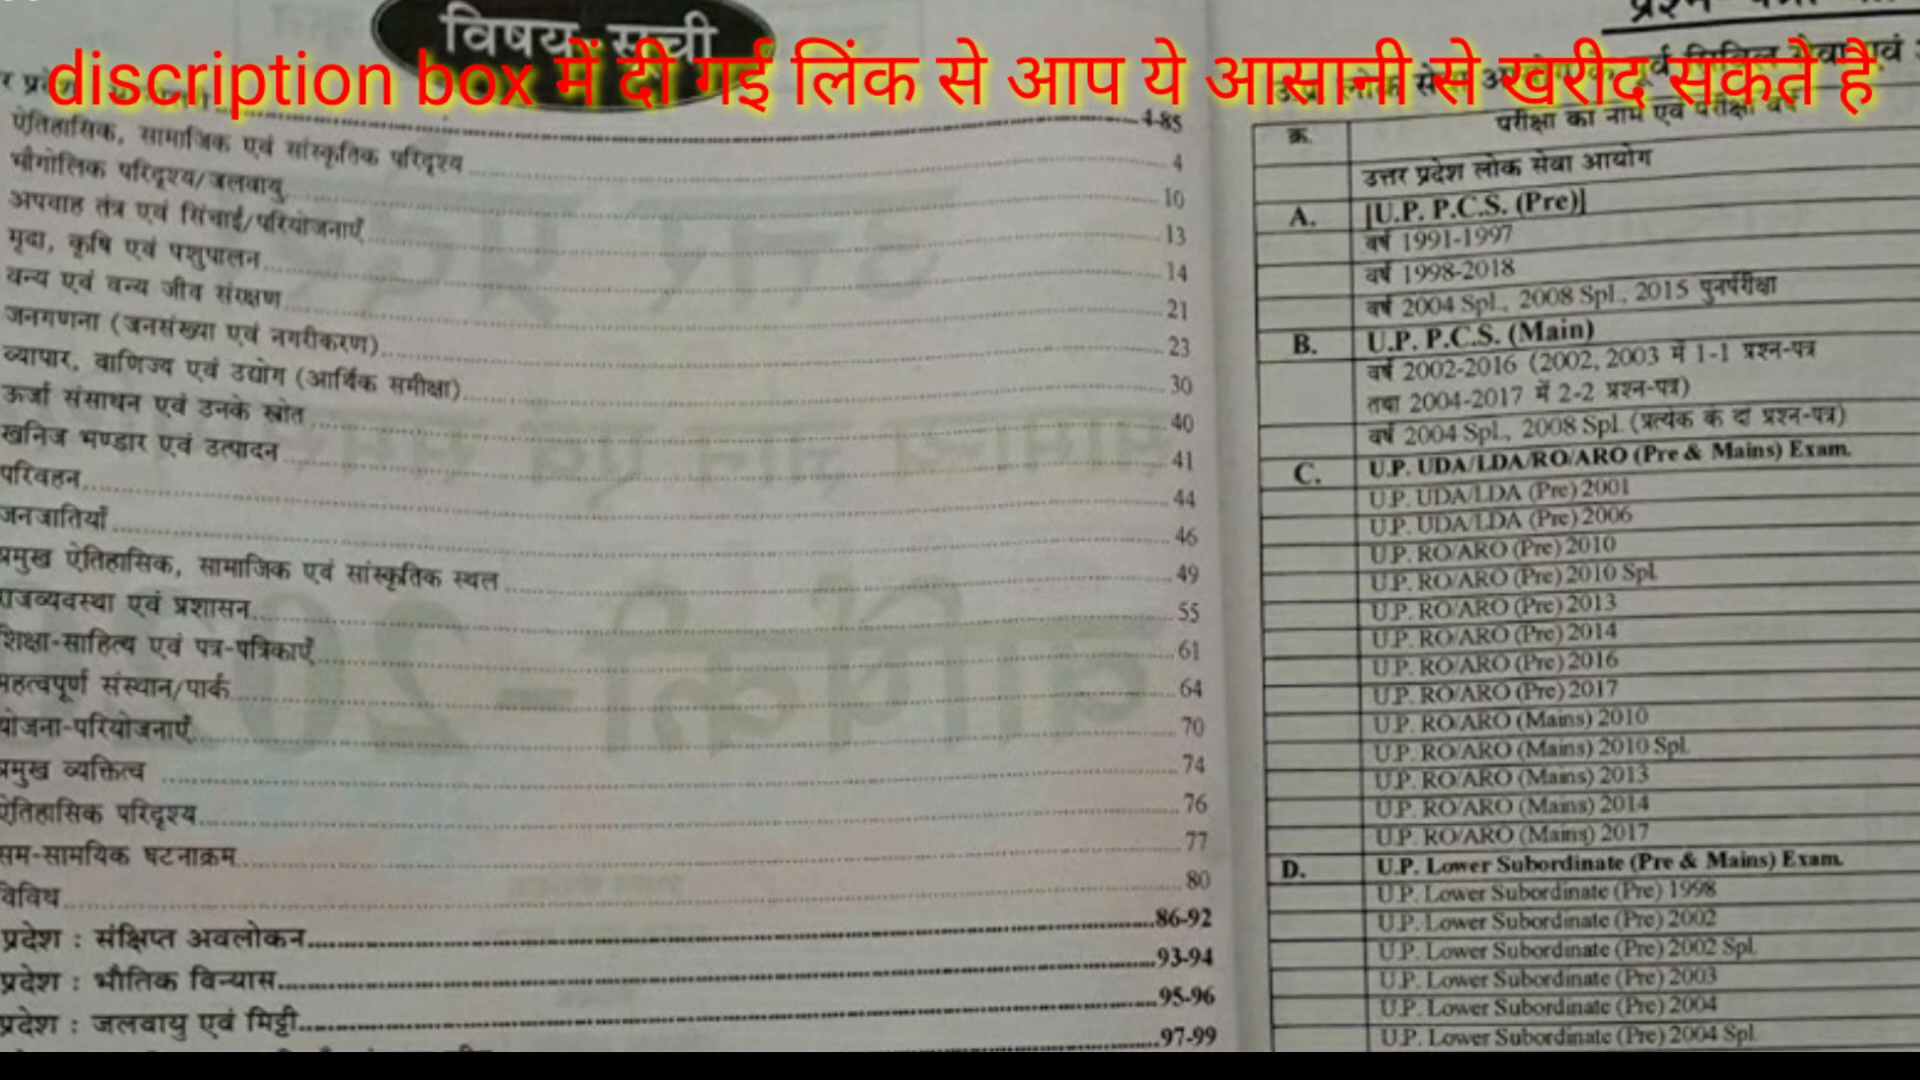 विषय सूची
discription box में दी गई लिंक से आप ये आसानी से खरीद सकते है
4-85
ऐतिहासिक, सामाजिक एवं सांस्कृतिक परिदृश्य 4
भौगोलिक परिदृश्य/जलवायु 10
अपवाह तंत्र एवं सिंचाई/परियोजनाएँ 13
मृदा, कृषि एवं पशुपालन 14
वन्य एवं वन्य जीव संरक्षण 21
जनगणना (जनसंख्या एवं नगरीकरण) 23
व्यापार, वाणिज्य एवं उद्योग (आर्थिक समीक्षा) 30
ऊर्जा संसाधन एवं उनके स्त्रोत 40
खनिज भण्डार एवं उत्पादन 41
परिवहन 44
जनजातियाँ 46
प्रमुख ऐतिहासिक, सामाजिक एवं सांस्कृतिक स्थल 49
राजव्यवस्था एवं प्रशासन 55
शिक्षा-साहित्य एवं पत्र-पत्रिकाएँ 61
महत्वपूर्ण संस्थान/पार्क 64
योजना-परियोजनाएँ 70
प्रमुख व्यक्तित्व 74
ऐतिहासिक परिदृश्य 76
सम-सामयिक घटनाक्रम 77
विविध 80
प्रदेश : संक्षिप्त अवलोकन 86-92
प्रदेश : भौतिक विन्यास 93-94
प्रदेश : जलवायु एवं मिट्टी 95-96
97-99
क्र. परीक्षा का नाम एवं परीक्षा वर्ष
उत्तर प्रदेश लोक सेवा आयोग
A. [U.P. P.C.S. (Pre)]
वर्ष 1991-1997
वर्ष 1998-2018
वर्ष 2004 Spl., 2008 Spl., 2015 पुनर्परीक्षा
B. U.P. P.C.S. (Main)
वर्ष 2002-2016 (2002, 2003 में 1-1 प्रश्न-पत्र
तथा 2004-2017 में 2-2 प्रश्न-पत्र)
वर्ष 2004 Spl., 2008 Spl. (प्रत्येक के दो प्रश्न-पत्र)
C. U.P. UDA/LDA/RO/ARO (Pre & Mains) Exam.
U.P. UDA/LDA (Pre) 2001
U.P. UDA/LDA (Pre) 2006
U.P. RO/ARO (Pre) 2010
U.P. RO/ARO (Pre) 2010 Spl.
U.P. RO/ARO (Pre) 2013
U.P. RO/ARO (Pre) 2014
U.P. RO/ARO (Pre) 2016
U.P. RO/ARO (Pre) 2017
U.P. RO/ARO (Mains) 2010
U.P. RO/ARO (Mains) 2010 Spl.
U.P. RO/ARO (Mains) 2013
U.P. RO/ARO (Mains) 2014
U.P. RO/ARO (Mains) 2017
D. U.P. Lower Subordinate (Pre & Mains) Exam.
U.P. Lower Subordinate (Pre) 1998
U.P. Lower Subordinate (Pre) 2002
U.P. Lower Subordinate (Pre) 2002 Spl.
U.P. Lower Subordinate (Pre) 2003
U.P. Lower Subordinate (Pre) 2004
U.P. Lower Subordinate (Pre) 2004 Spl.